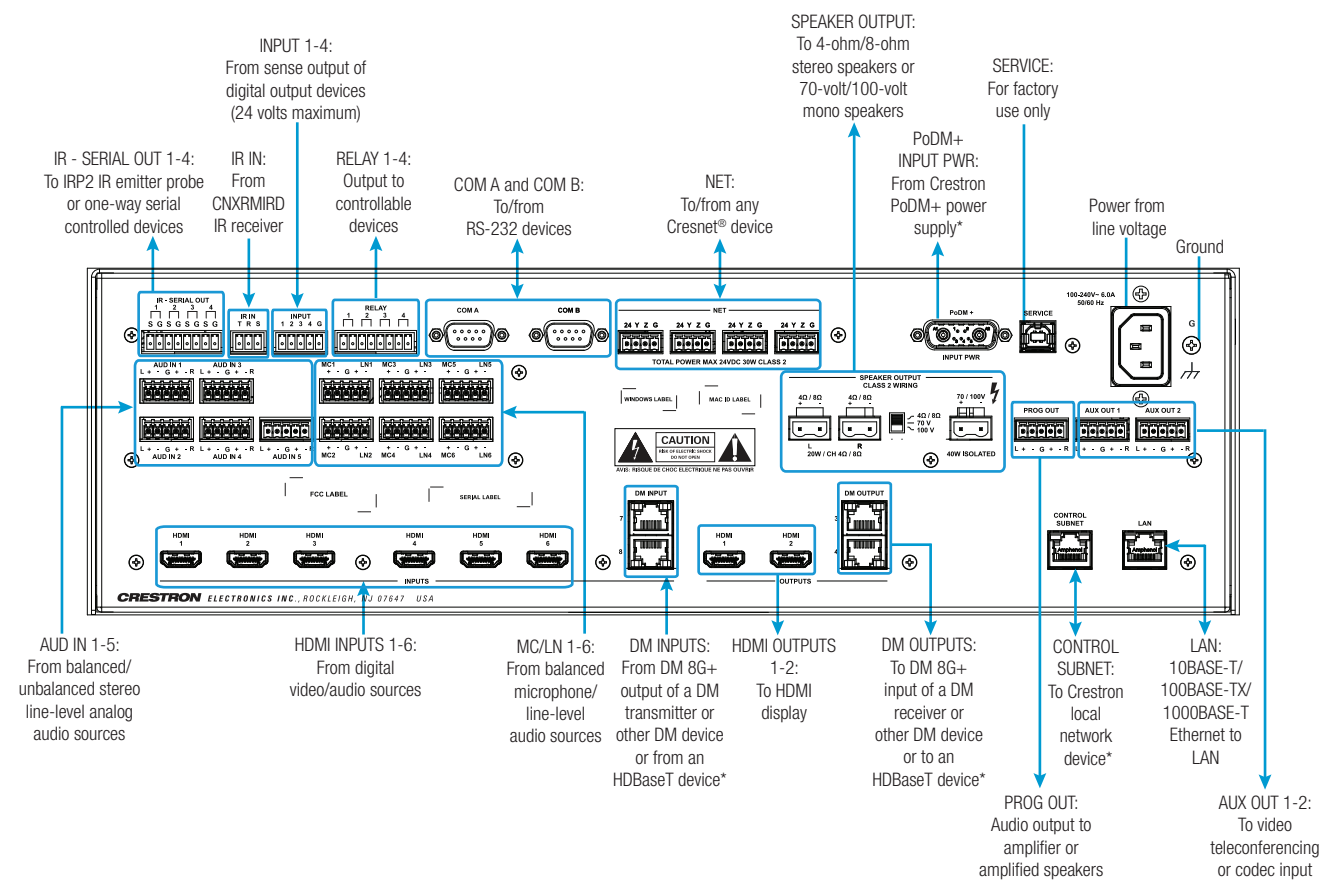 INPUT 1-4:
From sense output of
digital output devices
(24 volts maximum)
SPEAKER OUTPUT:
To 4-ohm/8-ohm
stereo speakers or
70-volt/100-volt
mono speakers
SERVICE:
For factory
use only
IR - SERIAL OUT 1-4:
To IRP2 IR emitter probe
or one-way serial
controlled devices
IR IN:
From
CNXRMIRD
IR receiver
RELAY 1-4:
Output to
controllable
devices
COM A and COM B:
To/from
RS-232 devices
NET:
To/from any
Cresnet® device
PoDM+
INPUT PWR:
From Crestron
PoDM+ power
supply*
Power from
line voltage
Ground
IR - SERIAL OUT
1 2 3 4
S G S G S G S G
IR IN
T R S
INPUT
1 2 3 4 G
RELAY
1 2 3 4
COM A
COM B
NET
24 Y Z G 24 Y Z G 24 Y Z G 24 Y Z G
TOTAL POWER MAX 24VDC 30W CLASS 2
PoDM +
INPUT PWR
SERVICE
100-240V~ 6.0A
50/60 Hz
G
AUD IN 1 AUD IN 3
L + - G + - R L + - G + - R
L + - G + - R L + - G + - R L + - G + - R
AUD IN 2 AUD IN 4 AUD IN 5
MC1 LN1 MC3 LN3 MC5 LN5
+ - G + - + - G + - + - G + -
+ - G + - + - G + - + - G + -
MC2 LN2 MC4 LN4 MC6 LN6
WINDOWS LABEL
MAC ID LABEL
CAUTION
RISK OF ELECTRIC SHOCK
DO NOT OPEN
AVIS: RISQUE DE CHOC ELECTRIQUE NE PAS OUVRIR
SPEAKER OUTPUT
CLASS 2 WIRING
4Ω / 8Ω 4Ω / 8Ω 70 / 100V
+ - + - + -
4Ω / 8Ω
70 V
100 V
L R
20W / CH 4Ω / 8Ω
40W ISOLATED
PROG OUT AUX OUT 1 AUX OUT 2
L + - G + - R L + - G + - R L + - G + - R
FCC LABEL
SERIAL LABEL
DM INPUT
7
8
DM OUTPUT
3
4
CONTROL
SUBNET
Amphenol
LAN
Amphenol
HDMI HDMI HDMI HDMI HDMI HDMI HDMI HDMI
1 2 3 4 5 6 1 2
INPUTS OUTPUTS
CRESTRON ELECTRONICS INC., ROCKLEIGH, NJ 07647 USA
AUD IN 1-5:
From balanced/
unbalanced stereo
line-level analog
audio sources
HDMI INPUTS 1-6:
From digital
video/audio sources
MC/LN 1-6:
From balanced
microphone/
line-level
audio sources
DM INPUTS:
From DM 8G+
output of a DM
transmitter or
other DM device
or from an
HDBaseT device*
HDMI OUTPUTS
1-2:
To HDMI
display
DM OUTPUTS:
To DM 8G+
input of a DM
receiver or
other DM device
or to an
HDBaseT device*
CONTROL
SUBNET:
To Crestron
local
network
device*
LAN:
10BASE-T/
100BASE-TX/
1000BASE-T
Ethernet to
LAN
PROG OUT:
Audio output to
amplifier or
amplified speakers
AUX OUT 1-2:
To video
teleconferencing
or codec input